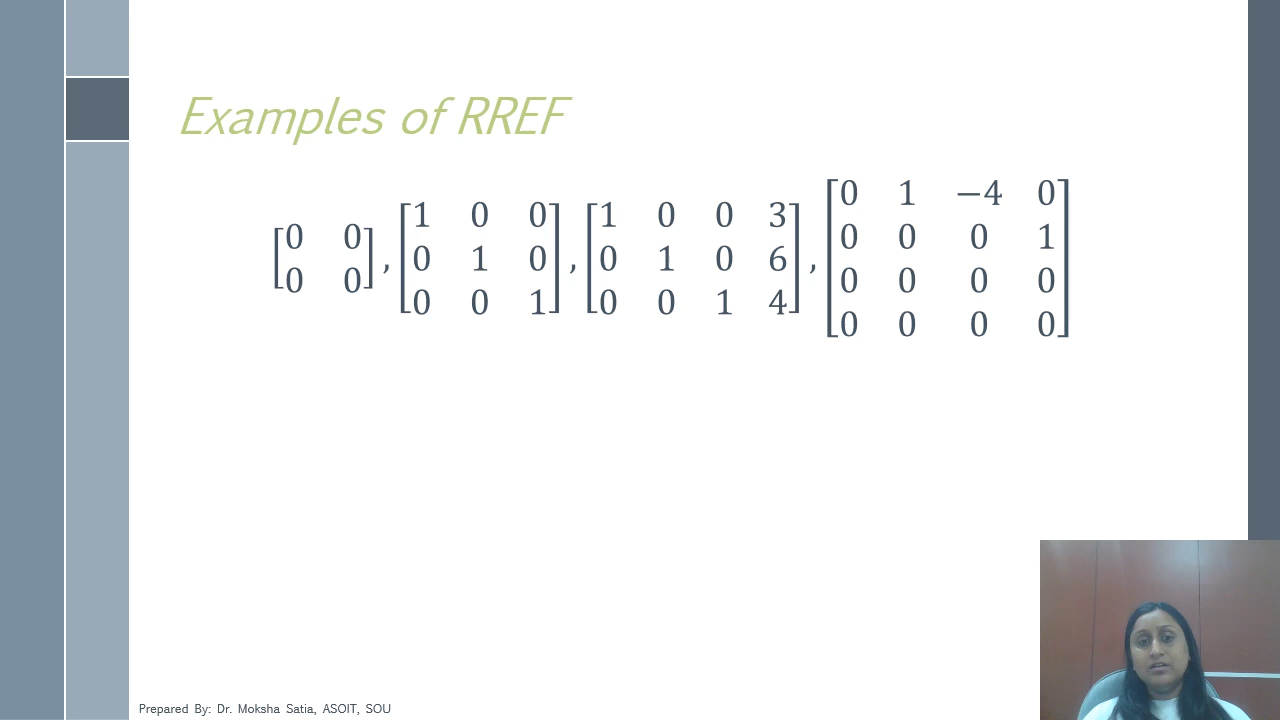 Examples of RREF
[0 0
0 0], [1 0 0
0 1 0
0 0 1], [1 0 0 3
0 1 0 6
0 0 1 4], [0 1 −4 0
0 0 0 1
0 0 0 0
0 0 0 0]
Prepared By: Dr. Moksha Satia, ASOIT, SOU